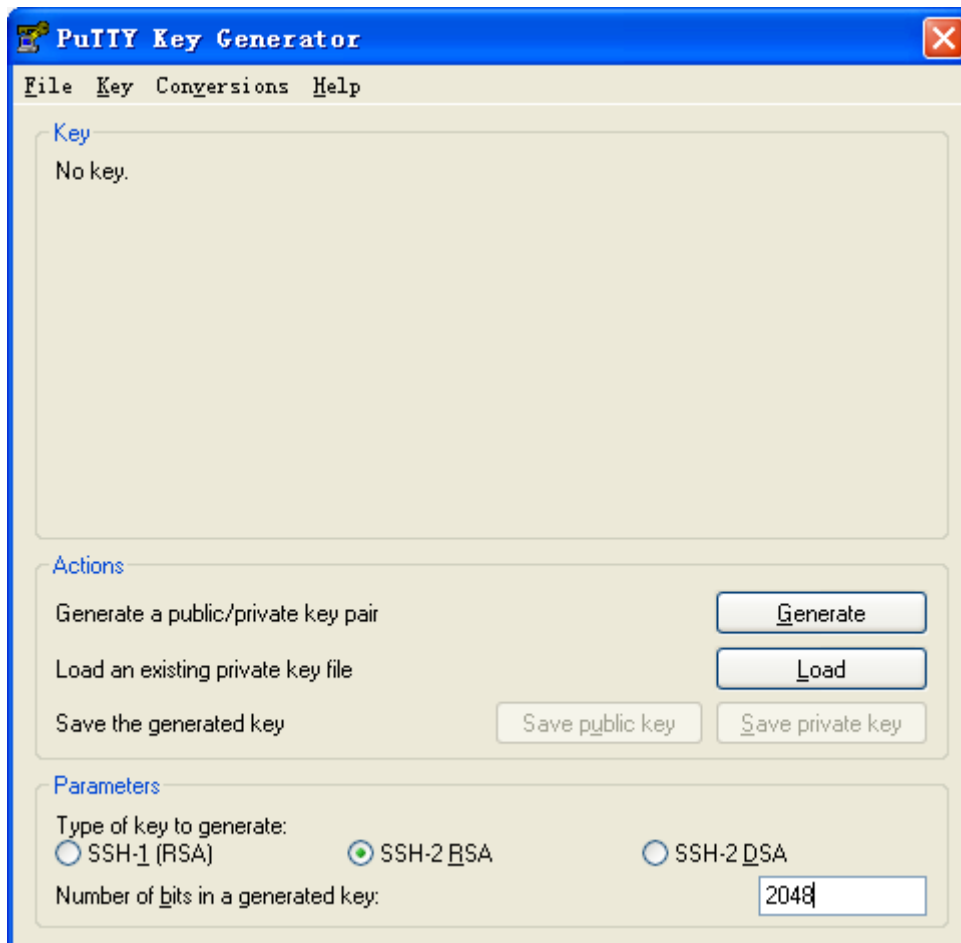 PuTTY Key Generator
File Key Conversions Help
Key
No key.
Actions
Generate a public/private key pair Generate
Load an existing private key file Load
Save the generated key Save public key Save private key
Parameters
Type of key to generate:
SSH-1 (RSA) SSH-2 RSA SSH-2 DSA
Number of bits in a generated key: 2048